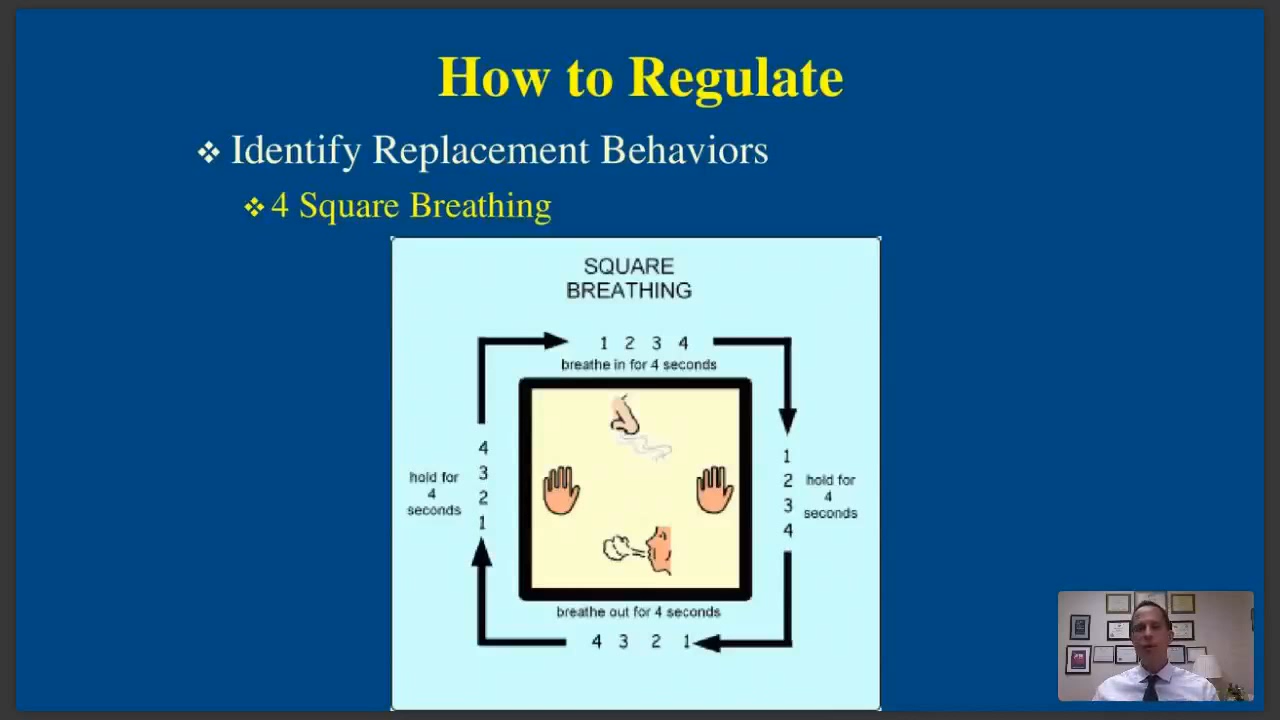 How to Regulate
❖ Identify Replacement Behaviors
❖ 4 Square Breathing
SQUARE
BREATHING
1 2 3 4
breathe in for 4 seconds
4
3
2
1
hold for
4
seconds
1
2
3
4
hold for
4
seconds
breathe out for 4 seconds
4 3 2 1